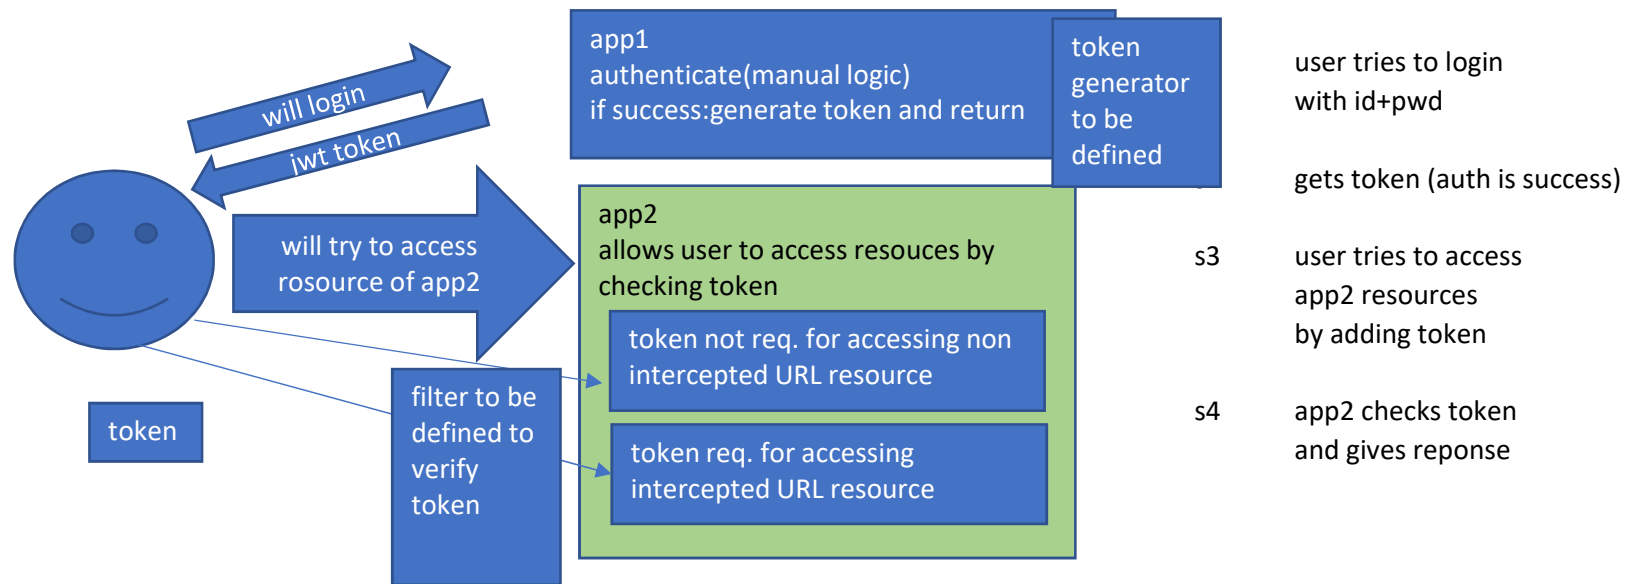 will login
jwt token
app1
authenticate(manual logic)
if success:generate token and return
token
generator
to be
defined
user tries to login
with id+pwd
gets token (auth is success)
will try to access
rosource of app2
app2
allows user to access resouces by
checking token
s3
user tries to access
app2 resources
by adding token
token not req. for accessing non
intercepted URL resource
filter to be
defined to
verify
token
token
token req. for accessing
intercepted URL resource
s4
app2 checks token
and gives reponse